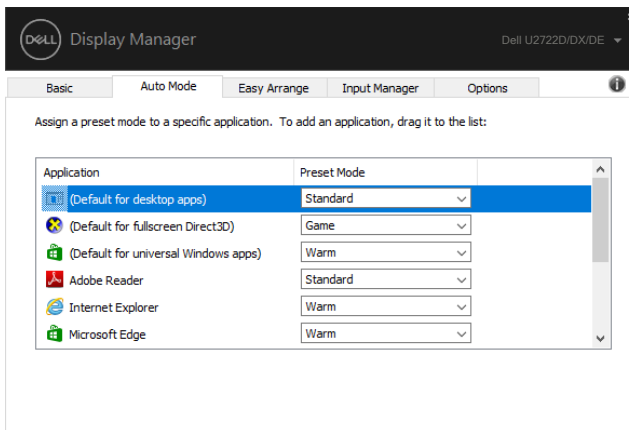 DELL Display Manager Dell U2722D/DX/DE
Basic Auto Mode Easy Arrange Input Manager Options
Assign a preset mode to a specific application. To add an application, drag it to the list:
Application Preset Mode
(Default for desktop apps) Standard
(Default for fullscreen Direct3D) Game
(Default for universal Windows apps) Warm
Adobe Reader Standard
Internet Explorer Warm
Microsoft Edge Warm